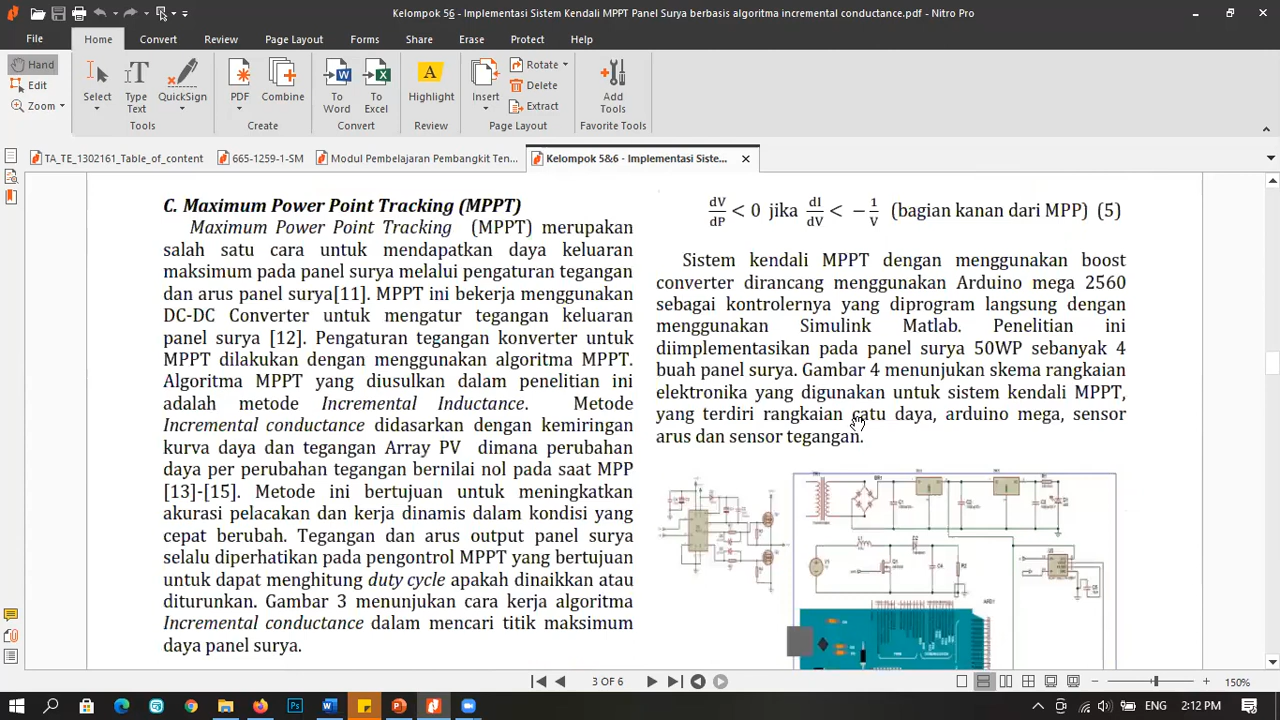 Kelompok 56 - Implementasi Sistem Kendali MPPT Panel Surya berbasis algoritma incremental conductance.pdf - Nitro Pro
File Home Convert Review Page Layout Forms Share Erase Protect Help
Hand
Edit
Zoom
Select
Type Text
QuickSign
Tools
PDF
Combine
Create
To Word
To Excel
Convert
Highlight
Review
Insert
Rotate
Delete
Extract
Page Layout
Add Tools
Favorite Tools
TA_TE_1302161_Table_of_content
665-1259-1-SM
Modul Pembelajaran Pembangkit Ten...
Kelompok 5&6 - Implementasi Siste...
C. Maximum Power Point Tracking (MPPT)
Maximum Power Point Tracking (MPPT) merupakan
salah satu cara untuk mendapatkan daya keluaran
maksimum pada panel surya melalui pengaturan tegangan
dan arus panel surya[11]. MPPT ini bekerja menggunakan
DC-DC Converter untuk mengatur tegangan keluaran
panel surya [12]. Pengaturan tegangan konverter untuk
MPPT dilakukan dengan menggunakan algoritma MPPT.
Algoritma MPPT yang diusulkan dalam penelitian ini
adalah metode Incremental Inductance. Metode
Incremental conductance didasarkan dengan kemiringan
kurva daya dan tegangan Array PV dimana perubahan
daya per perubahan tegangan bernilai nol pada saat MPP
[13]-[15]. Metode ini bertujuan untuk meningkatkan
akurasi pelacakan dan kerja dinamis dalam kondisi yang
cepat berubah. Tegangan dan arus output panel surya
selalu diperhatikan pada pengontrol MPPT yang bertujuan
untuk dapat menghitung duty cycle apakah dinaikkan atau
diturunkan. Gambar 3 menunjukan cara kerja algoritma
Incremental conductance dalam mencari titik maksimum
daya panel surya.
dV/dP < 0 jika dI/dV < − 1/V (bagian kanan dari MPP) (5)
Sistem kendali MPPT dengan menggunakan boost
converter dirancang menggunakan Arduino mega 2560
sebagai kontrolernya yang diprogram langsung dengan
menggunakan Simulink Matlab. Penelitian ini
diimplementasikan pada panel surya 50WP sebanyak 4
buah panel surya. Gambar 4 menunjukan skema rangkaian
elektronika yang digunakan untuk sistem kendali MPPT,
yang terdiri rangkaian catu daya, arduino mega, sensor
arus dan sensor tegangan.
3 OF 6
150%
ENG 2:12 PM